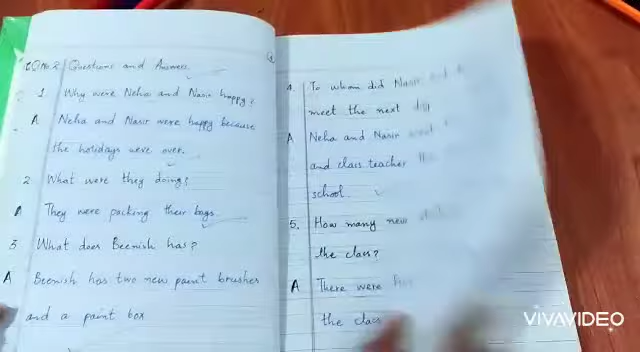 Q No. 2 Questions and Answers.
1 Why were Neha and Nasir happy?
A Neha and Nasir were happy because
the holidays were over.
2 What were they doing?
A They were packing their bags.
3 What does Beenish has?
A Beenish has two new paint brushes
and a paint box
4. To whom did Nasir and
meet the next day
A Neha and Nasir
and class teacher the
school.
5. How many new
the class?
A There were
the class
VIVAVIDEO